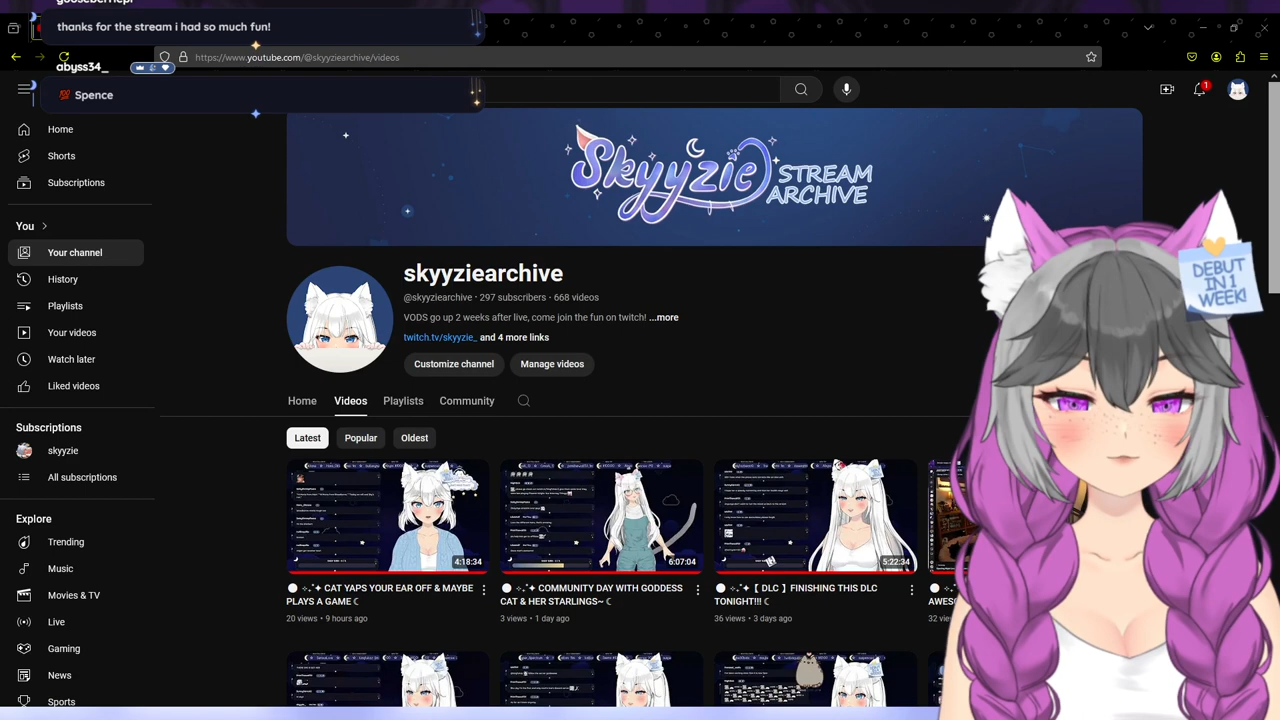 thanks for the stream i had so much fun!
https://www.youtube.com/@skyyziearchive/videos
abyss34_
💯 Spence
1
Home
Shorts
Subscriptions
You
Your channel
History
Playlists
Your videos
Watch later
Liked videos
Subscriptions
skyyzie
All subscriptions
Explore
Trending
Music
Movies & TV
Live
Gaming
News
Sports
Skyyzie STREAM
ARCHIVE
skyyziearchive
@skyyziearchive • 297 subscribers • 668 videos
VODS go up 2 weeks after live, come join the fun on twitch! ...more
twitch.tv/skyyzie_ and 4 more links
Customize channel Manage videos
Home Videos Playlists Community
Latest Popular Oldest
4:18:34
6:07:04
5:22:34
CAT YAPS YOUR EAR OFF & MAYBE
PLAYS A GAME ☾
20 views • 9 hours ago
COMMUNITY DAY WITH GODDESS
CAT & HER STARLINGS~ ☾
3 views • 1 day ago
【 DLC 】 FINISHING THIS DLC
TONIGHT!!! ☾
36 views • 3 days ago
DEBUT
IN 1
WEEK!